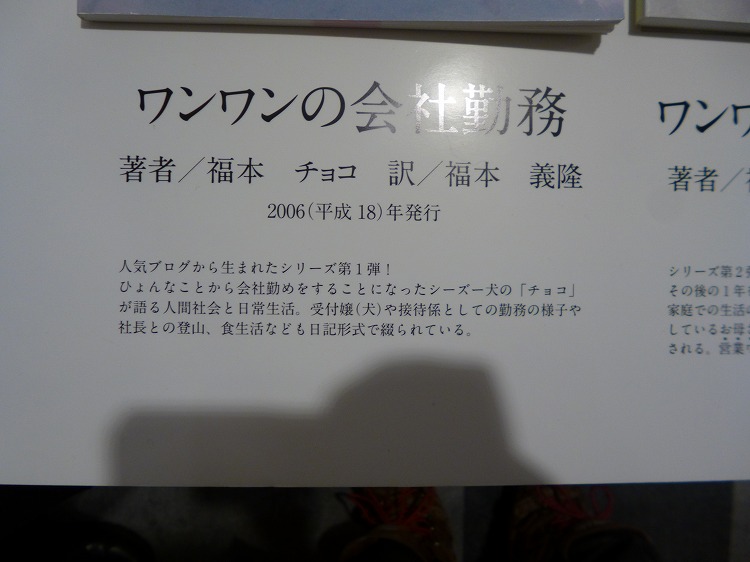 ワンワンの会社勤務
著者／福本　チョコ　訳／福本　義隆
2006(平成 18)年発行
人気ブログから生まれたシリーズ第１弾！
ひょんなことから会社勤めをすることになったシーズー犬の「チョコ」
が語る人間社会と日常生活。受付嬢(犬)や接待係としての勤務の様子や
社長との登山、食生活なども日記形式で綴られている。
ワンワ
著者／
シリーズ第２
その後の１年
家庭での生活
しているお母
される。営業